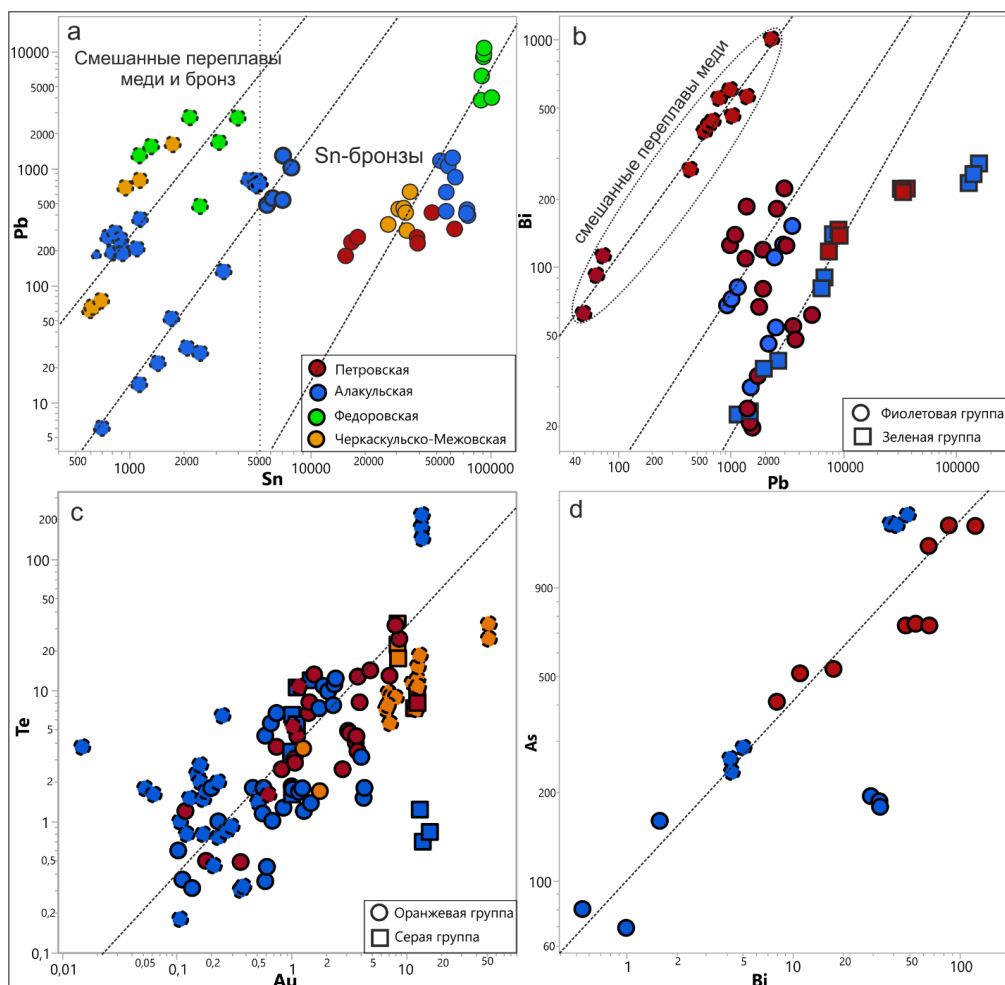 a
Pb
10000
5000
2000
1000
500
200
100
50
20
10
5
Смешанные переплавы
меди и бронз
Sn-бронзы
Петровская
Алакульская
Федоровская
Черкаскульско-Межовская
500
1000
2000
5000
10000
20000
50000
100000
Sn
b
Bi
1000
500
200
100
50
20
смешанные переплавы меди
Фиолетовая группа
Зеленая группа
40
100
200
500
1000
2000
4000
10000
100000
Pb
c
Te
200
100
50
20
10
5
2
1
0,5
0,2
0,1
Оранжевая группа
Серая группа
0,01
0,05
0,1
0,2
0,5
1
2
5
10
20
50
Au
d
As
900
500
200
100
60
1
10
100
Bi